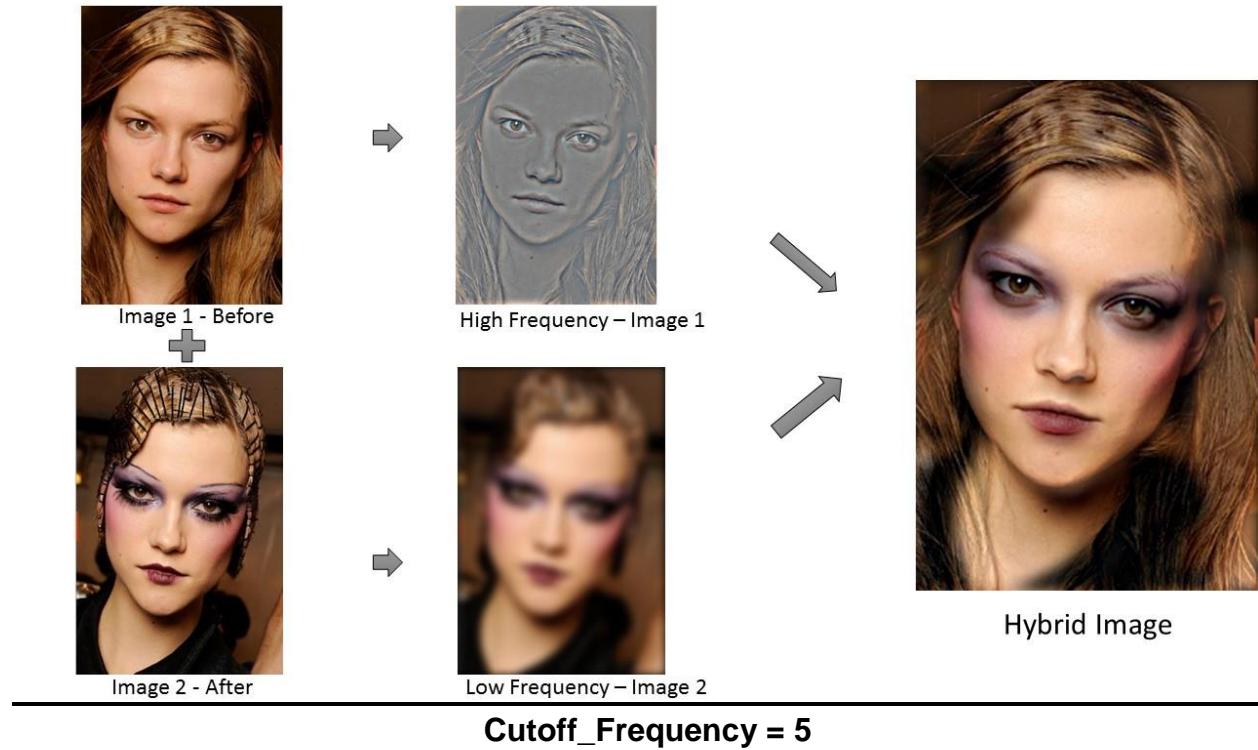 Image 1 - Before
High Frequency – Image 1
Image 2 - After
Low Frequency – Image 2
Hybrid Image
Cutoff_Frequency = 5